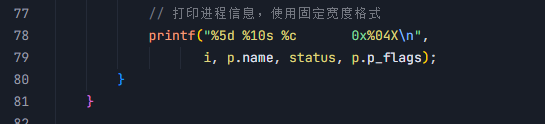 77 // 打印进程信息，使用固定宽度格式
78 printf("%5d %10s %c       0x%04X\n",
79 i, p.name, status, p.p_flags);
80 }
81 }
82